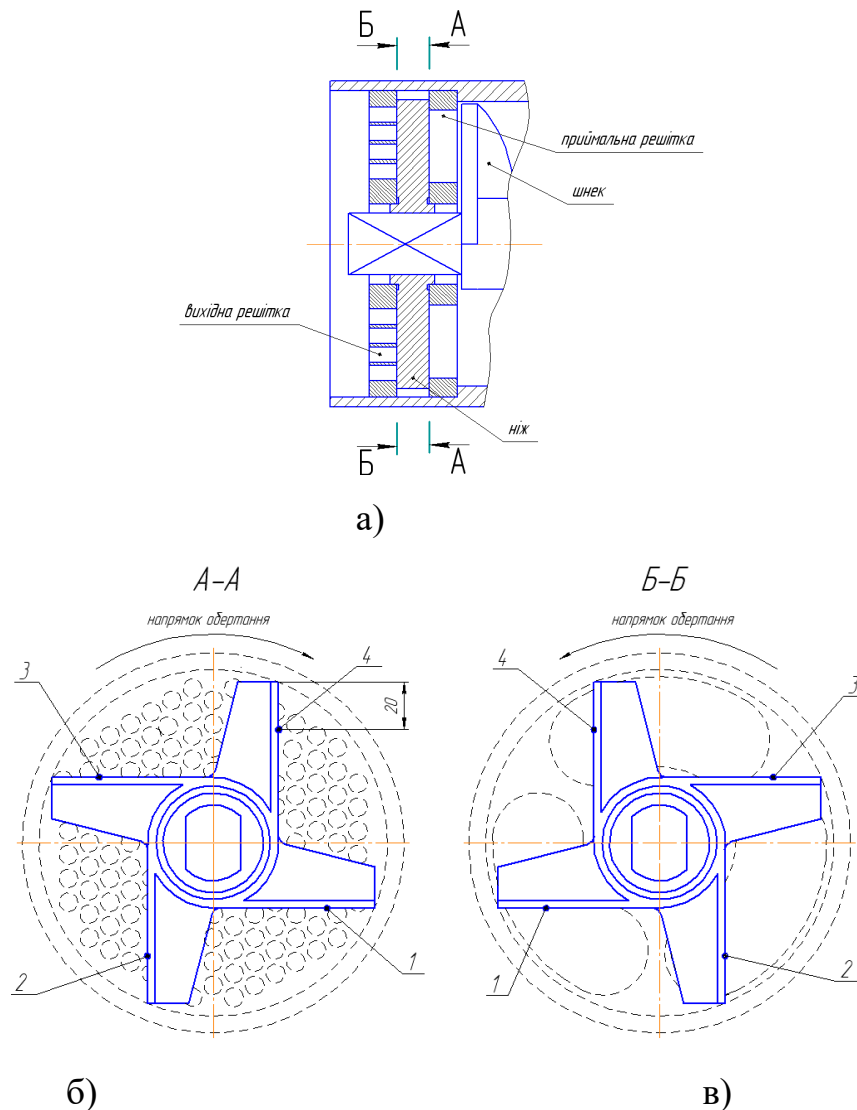 Б А
приймальна решітка
шнек
вихідна решітка
ніж
Б А
а)
А–А
напрямок обертання
3
4
20
2
1
Б–Б
напрямок обертання
4
3
1
2
б)
в)